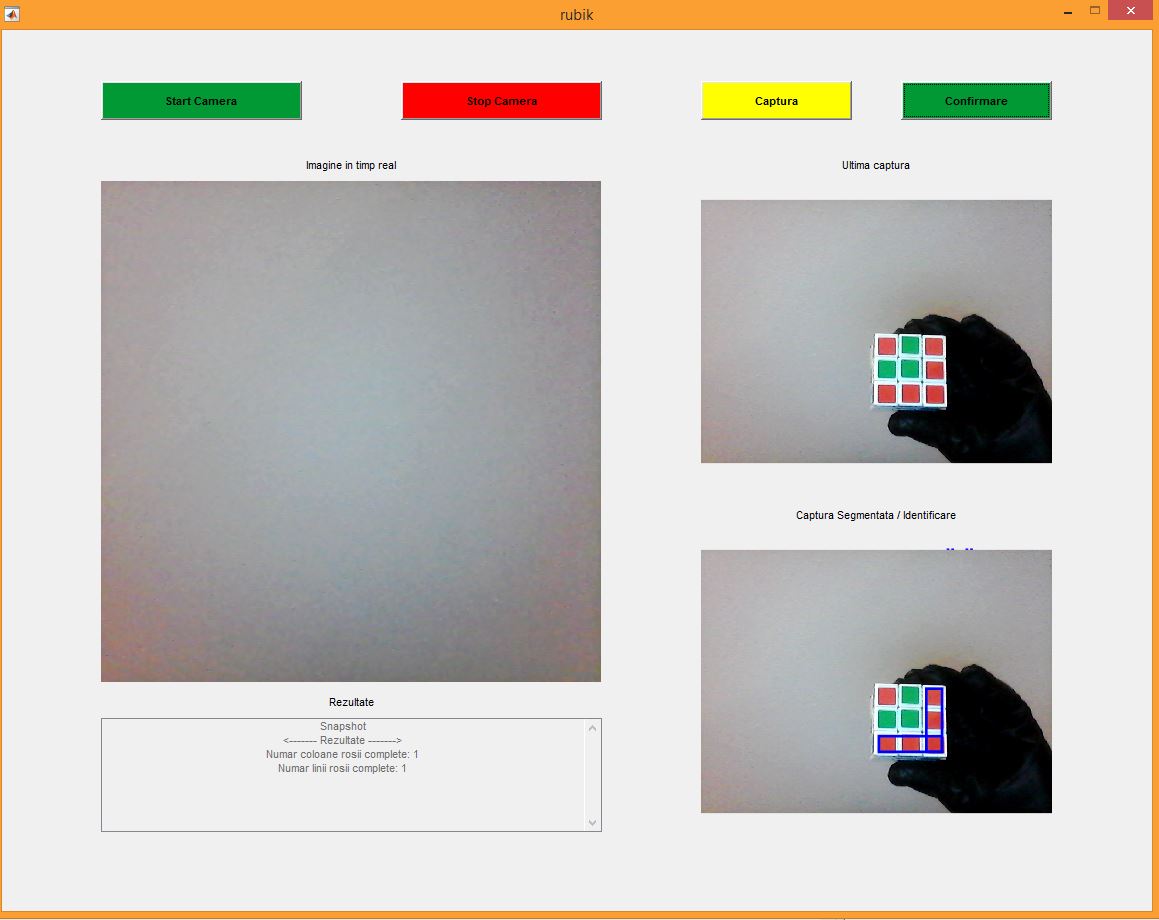 rubik
Start Camera
Stop Camera
Captura
Confirmare
Imagine in timp real
Ultima captura
Captura Segmentata / Identificare
Rezultate
Snapshot
<------- Rezultate ------->
Numar coloane rosii complete: 1
Numar linii rosii complete: 1